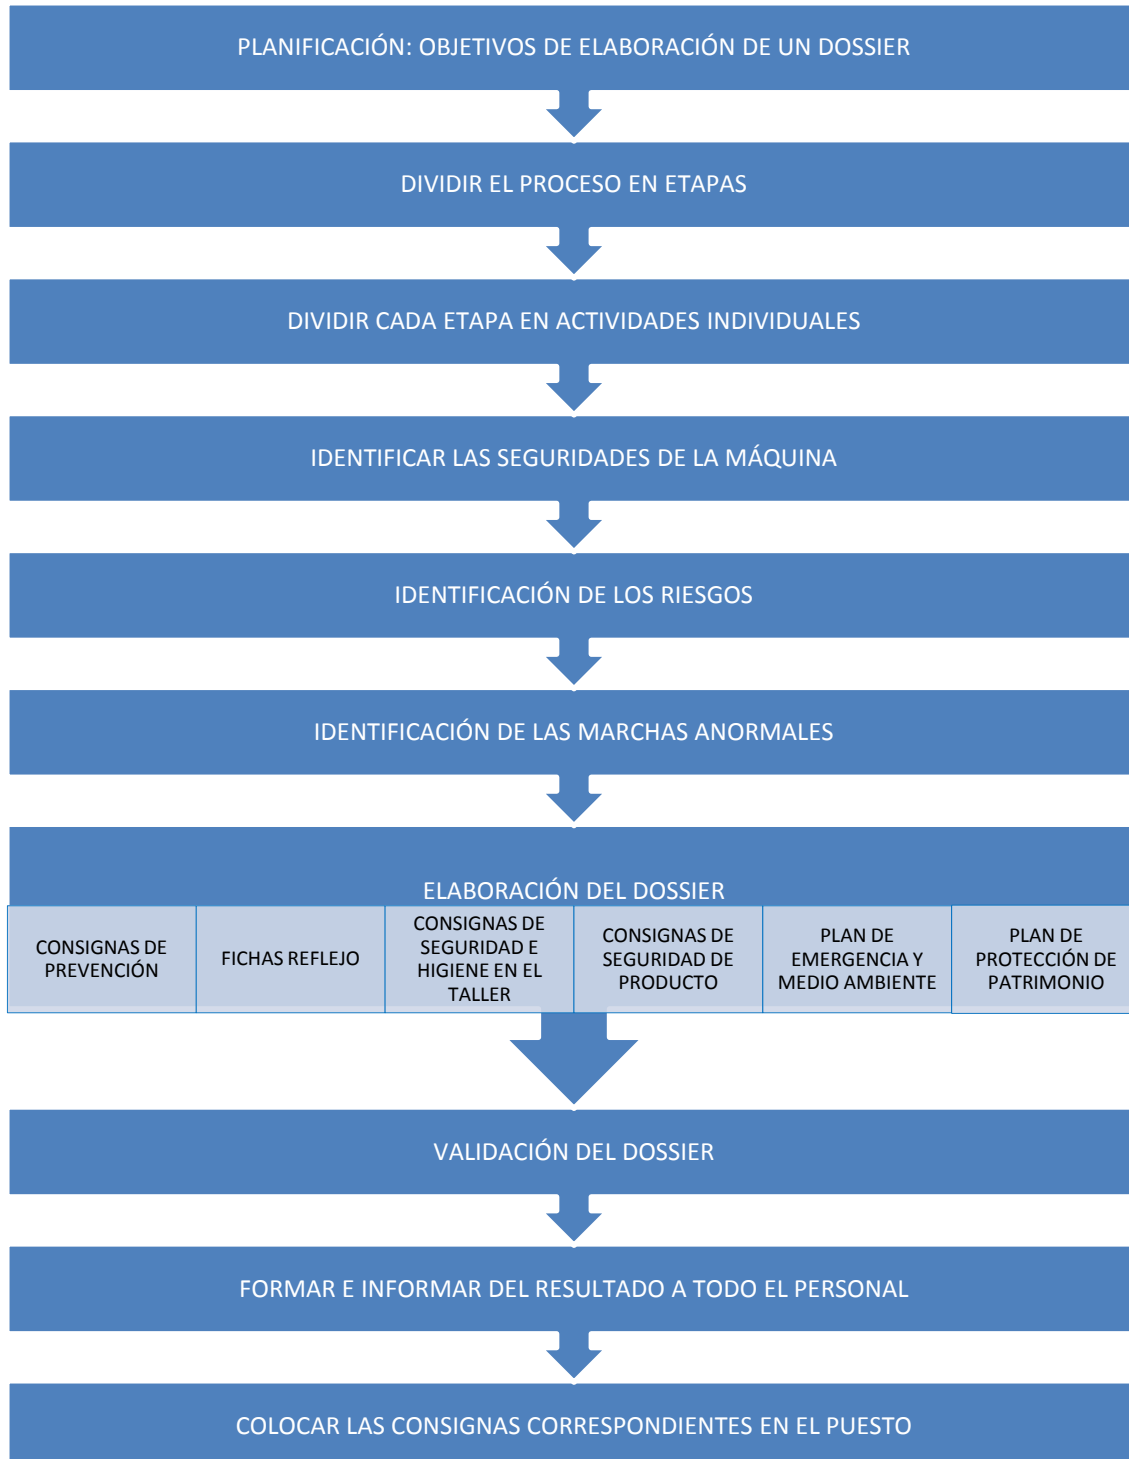 PLANIFICACIÓN: OBJETIVOS DE ELABORACIÓN DE UN DOSSIER
DIVIDIR EL PROCESO EN ETAPAS
DIVIDIR CADA ETAPA EN ACTIVIDADES INDIVIDUALES
IDENTIFICAR LAS SEGURIDADES DE LA MÁQUINA
IDENTIFICACIÓN DE LOS RIESGOS
IDENTIFICACIÓN DE LAS MARCHAS ANORMALES
ELABORACIÓN DEL DOSSIER
CONSIGNAS DE
PREVENCIÓN
FICHAS REFLEJO
CONSIGNAS DE
SEGURIDAD E
HIGIENE EN EL
TALLER
CONSIGNAS DE
SEGURIDAD DE
PRODUCTO
PLAN DE
EMERGENCIA Y
MEDIO AMBIENTE
PLAN DE
PROTECCIÓN DE
PATRIMONIO
VALIDACIÓN DEL DOSSIER
FORMAR E INFORMAR DEL RESULTADO A TODO EL PERSONAL
COLOCAR LAS CONSIGNAS CORRESPONDIENTES EN EL PUESTO